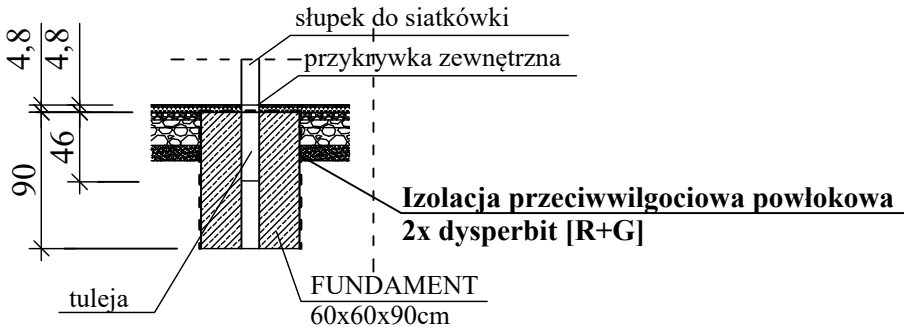 słupek do siatkówki
przykrywka zewnętrzna
4,8
4,8
46
90
Izolacja przeciwwilgociowa powłokowa
2x dysperbit [R+G]
tuleja
FUNDAMENT
60x60x90cm